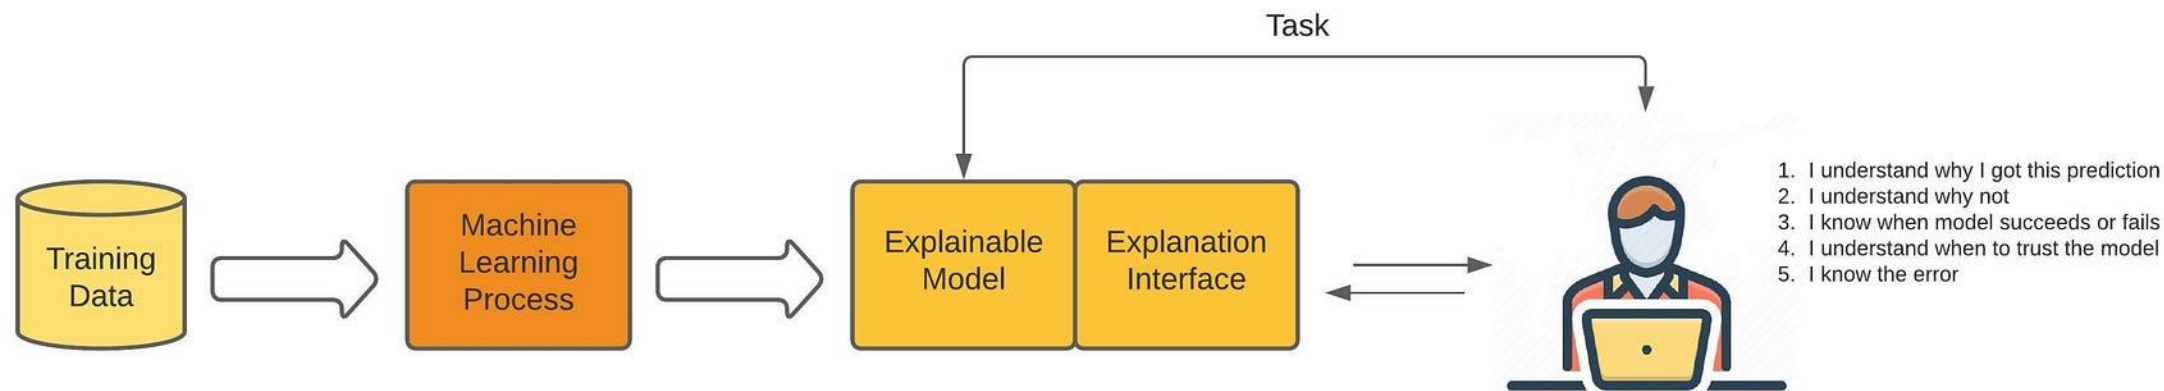 Task
Training
Data
Machine
Learning
Process
Explainable
Model
Explanation
Interface
1. I understand why I got this prediction
2. I understand why not
3. I know when model succeeds or fails
4. I understand when to trust the model
5. I know the error